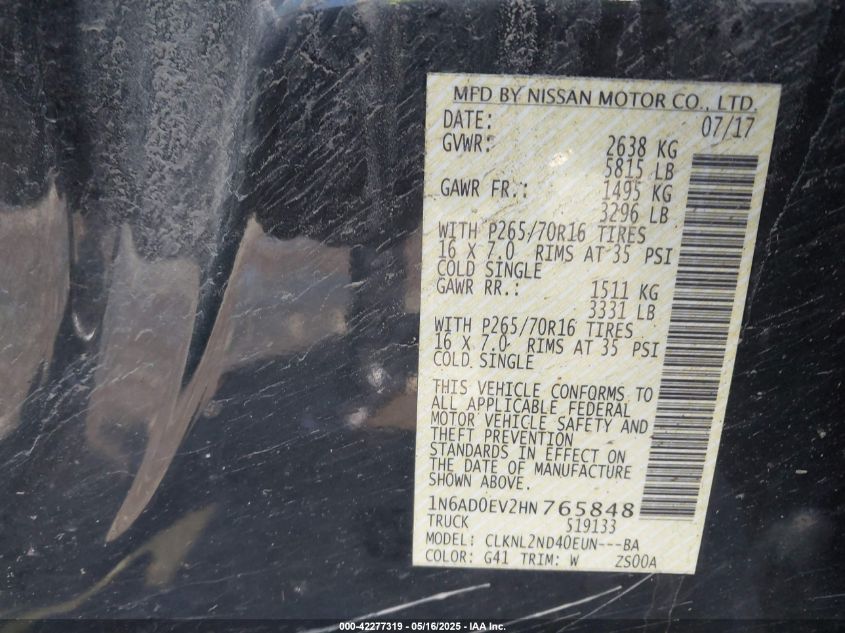 MFD BY NISSAN MOTOR CO., LTD.
DATE: 07/17
GVWR: 2638 KG
5815 LB
GAWR FR.: 1495 KG
3296 LB
WITH P265/70R16 TIRES
16 X 7.0 RIMS AT 35 PSI
COLD SINGLE
GAWR RR.: 1511 KG
3331 LB
WITH P265/70R16 TIRES
16 X 7.0 RIMS AT 35 PSI
COLD SINGLE
THIS VEHICLE CONFORMS TO
ALL APPLICABLE FEDERAL
MOTOR VEHICLE SAFETY AND
THEFT PREVENTION
STANDARDS IN EFFECT ON
THE DATE OF MANUFACTURE
SHOWN ABOVE.
1N6AD0EV2HN765848
TRUCK 519133
MODEL: CLKNL2ND40EUN---BA
COLOR: G41 TRIM: W ZS00A
000-42277319 - 05/16/2025 - IAA Inc.